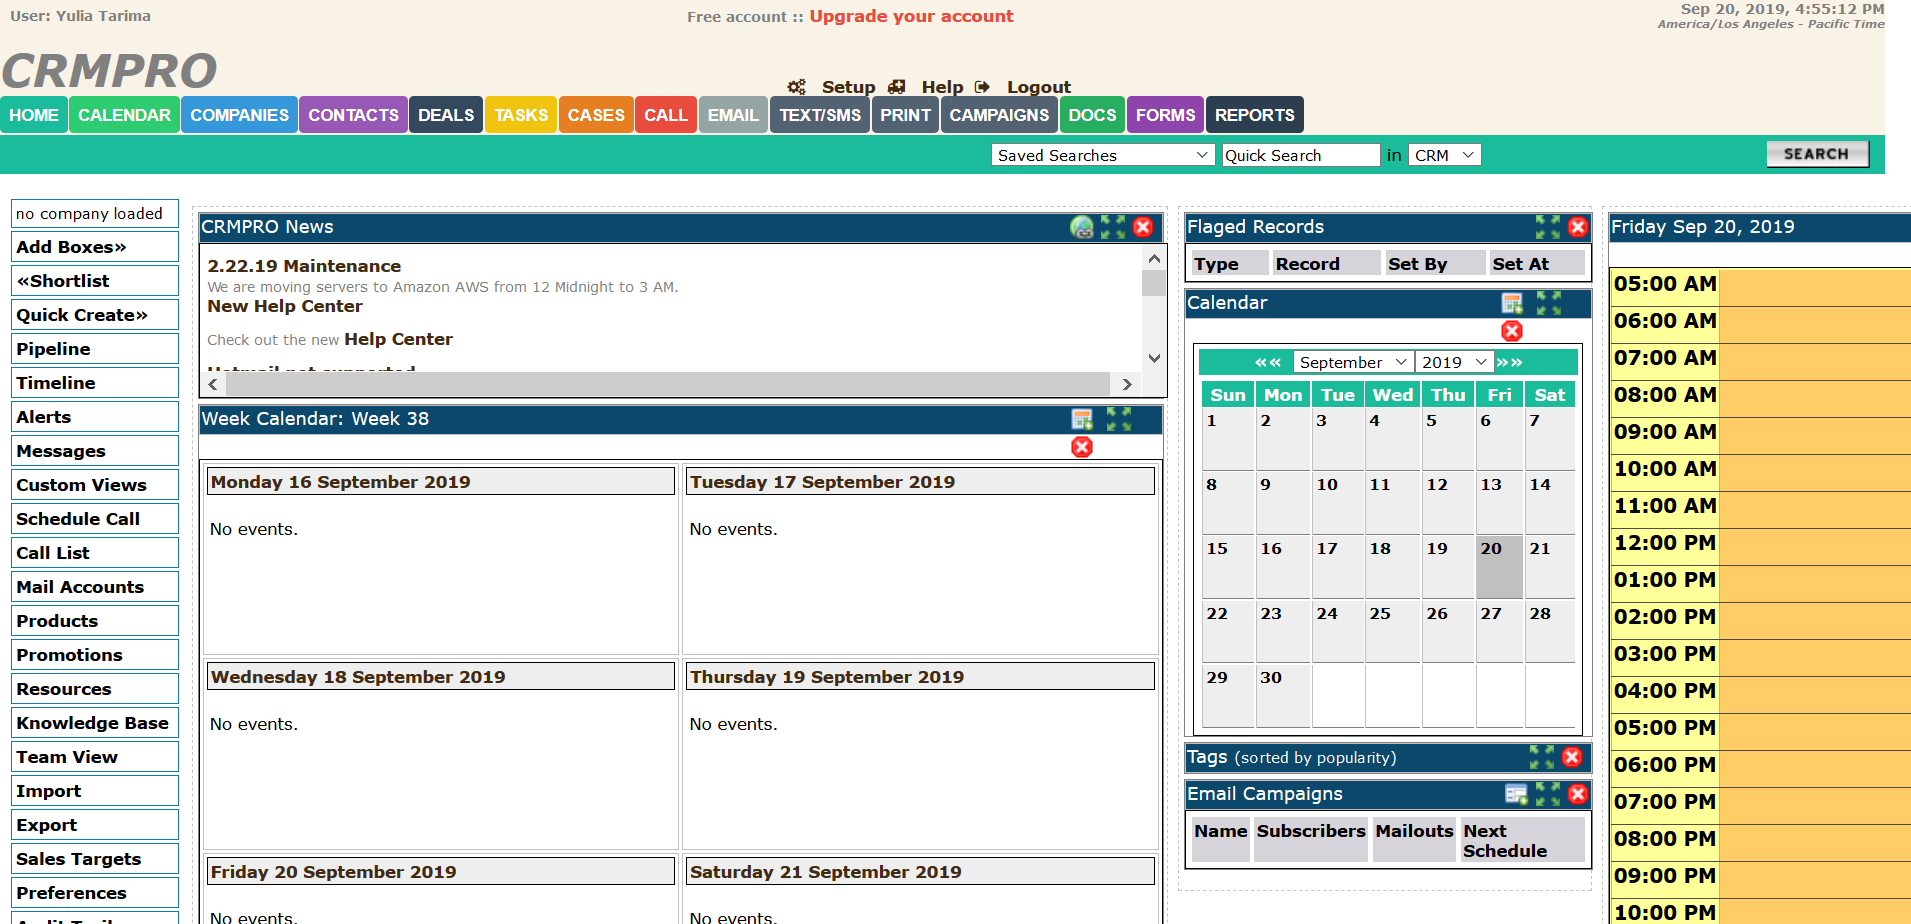 User: Yulia Tarima
Free account :: Upgrade your account
Sep 20, 2019, 4:55:12 PM
America/Los Angeles - Pacific Time
CRMPRO
Setup Help Logout
HOME CALENDAR COMPANIES CONTACTS DEALS TASKS CASES CALL EMAIL TEXT/SMS PRINT CAMPAIGNS DOCS FORMS REPORTS
Saved Searches Quick Search in CRM SEARCH
no company loaded
Add Boxes»
«Shortlist
Quick Create»
Pipeline
Timeline
Alerts
Messages
Custom Views
Schedule Call
Call List
Mail Accounts
Products
Promotions
Resources
Knowledge Base
Team View
Import
Export
Sales Targets
Preferences
Audit Trail
CRMPRO News
2.22.19 Maintenance
We are moving servers to Amazon AWS from 12 Midnight to 3 AM.
New Help Center
Check out the new Help Center
Hotmail not supported
Week Calendar: Week 38
Monday 16 September 2019
No events.
Tuesday 17 September 2019
No events.
Wednesday 18 September 2019
No events.
Thursday 19 September 2019
No events.
Friday 20 September 2019
No events.
Saturday 21 September 2019
No events.
Flaged Records
Type Record Set By Set At
Calendar
«« September 2019 »»
Sun Mon Tue Wed Thu Fri Sat
1 2 3 4 5 6 7
8 9 10 11 12 13 14
15 16 17 18 19 20 21
22 23 24 25 26 27 28
29 30
Tags (sorted by popularity)
Email Campaigns
Name Subscribers Mailouts Next
Schedule
Friday Sep 20, 2019
05:00 AM
06:00 AM
07:00 AM
08:00 AM
09:00 AM
10:00 AM
11:00 AM
12:00 PM
01:00 PM
02:00 PM
03:00 PM
04:00 PM
05:00 PM
06:00 PM
07:00 PM
08:00 PM
09:00 PM
10:00 PM